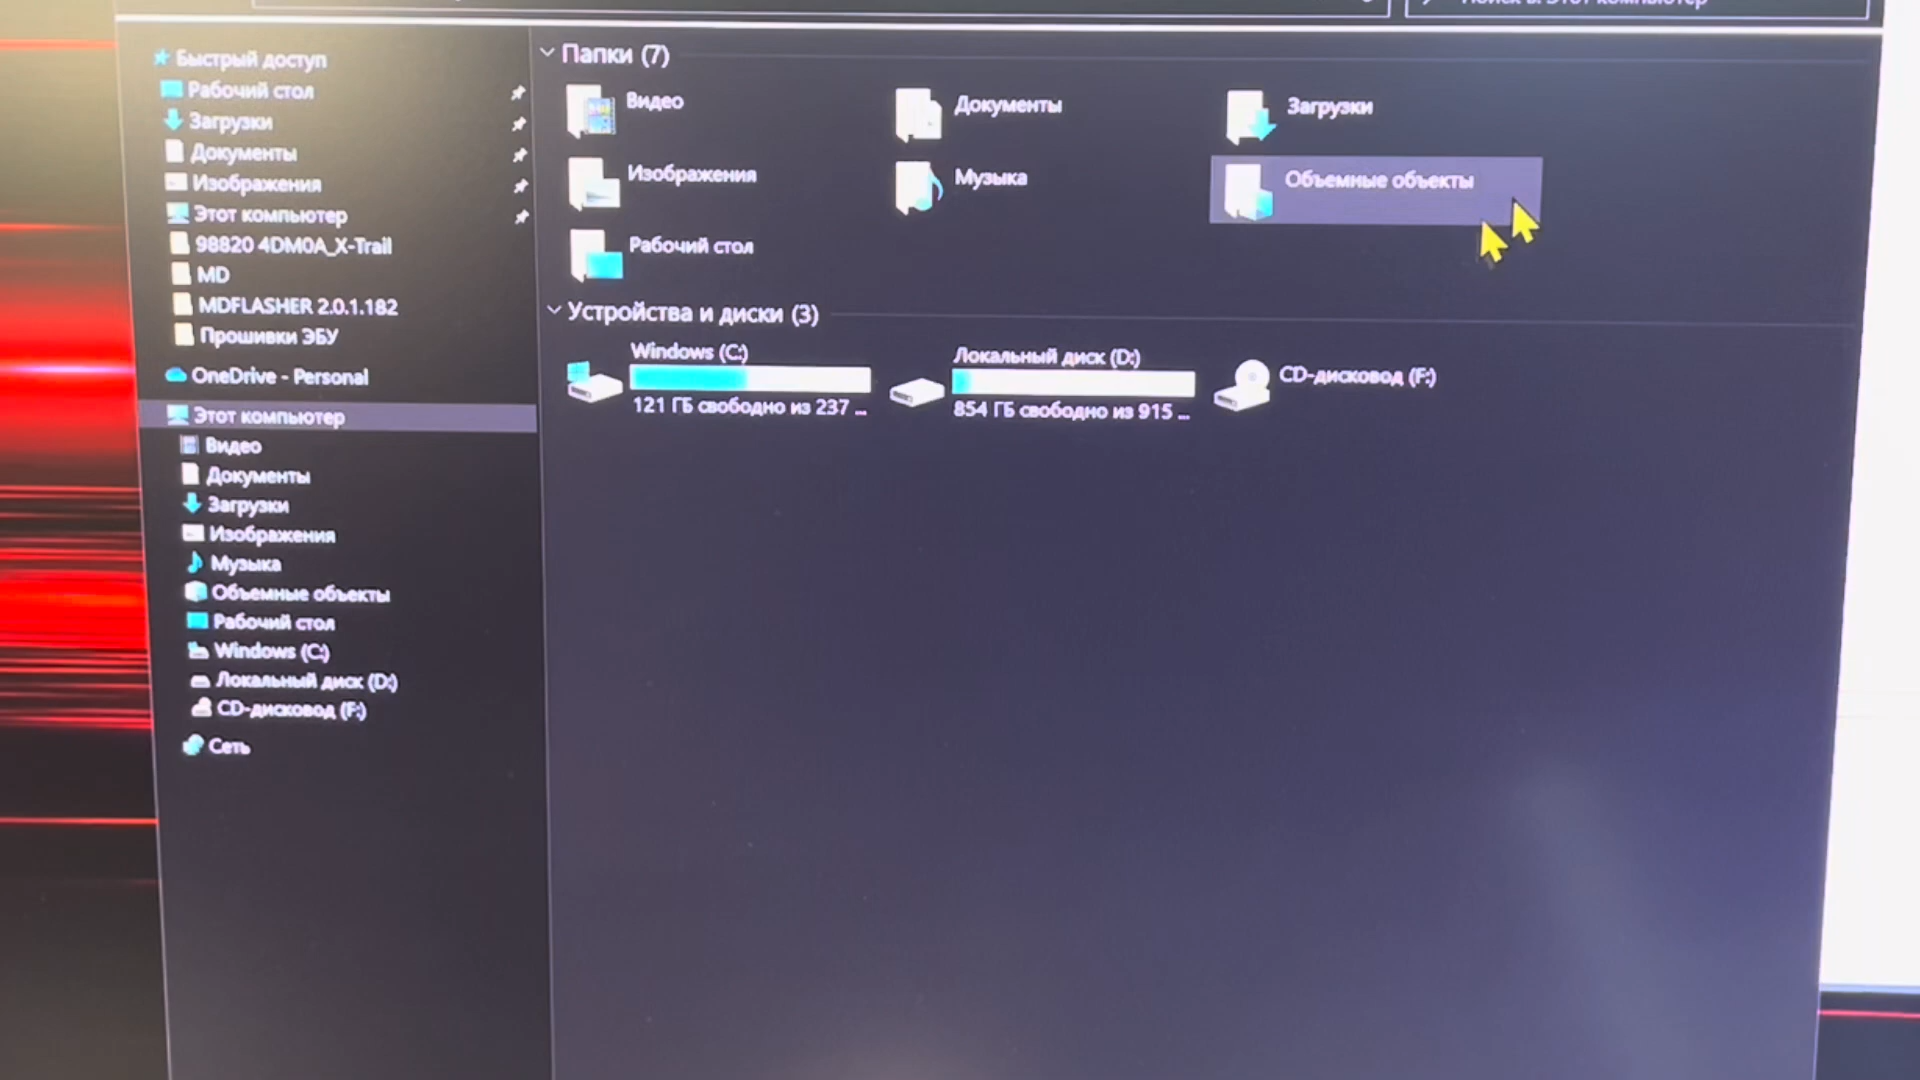 Поиск в: Этот компьютер
Быстрый доступ
Рабочий стол
Загрузки
Документы
Изображения
Этот компьютер
98820 4DM0A_X-Trail
MD
MDFLASHER 2.0.1.182
Прошивки ЭБУ
OneDrive - Personal
Этот компьютер
Видео
Документы
Загрузки
Изображения
Музыка
Объемные объекты
Рабочий стол
Windows (C:)
Локальный диск (D:)
CD-дисковод (F:)
Сеть
Папки (7)
Видео
Документы
Загрузки
Изображения
Музыка
Объемные объекты
Рабочий стол
Устройства и диски (3)
Windows (C:)
121 ГБ свободно из 237 ...
Локальный диск (D:)
854 ГБ свободно из 915 ...
CD-дисковод (F:)